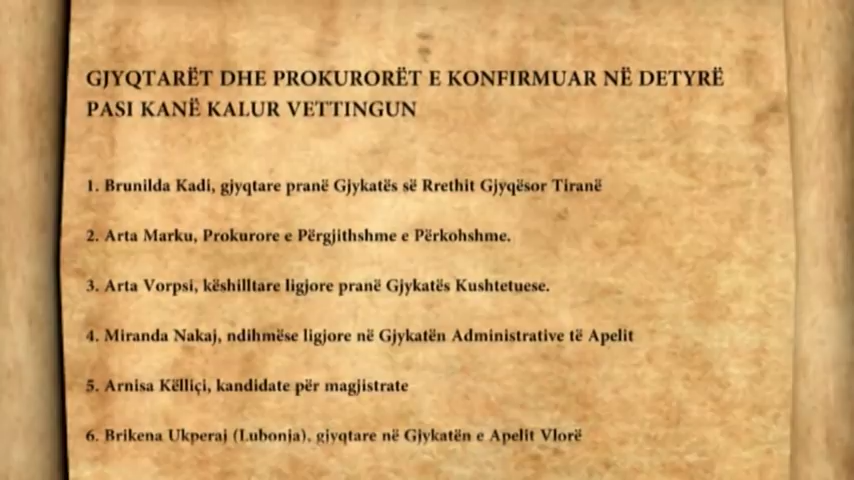 GJYQTARËT DHE PROKURORËT E KONFIRMUAR NË DETYRË
PASI KANË KALUR VETTINGUN
1. Brunilda Kadi, gjyqtare pranë Gjykatës së Rrethit Gjyqësor Tiranë
2. Arta Marku, Prokurore e Përgjithshme e Përkohshme.
3. Arta Vorpsi, këshilltare ligjore pranë Gjykatës Kushtetuese.
4. Miranda Nakaj, ndihmëse ligjore në Gjykatën Administrative të Apelit
5. Arnisa Këlliçi, kandidate për magjistrate
6. Brikena Ukperaj (Lubonja), gjyqtare në Gjykatën e Apelit Vlorë